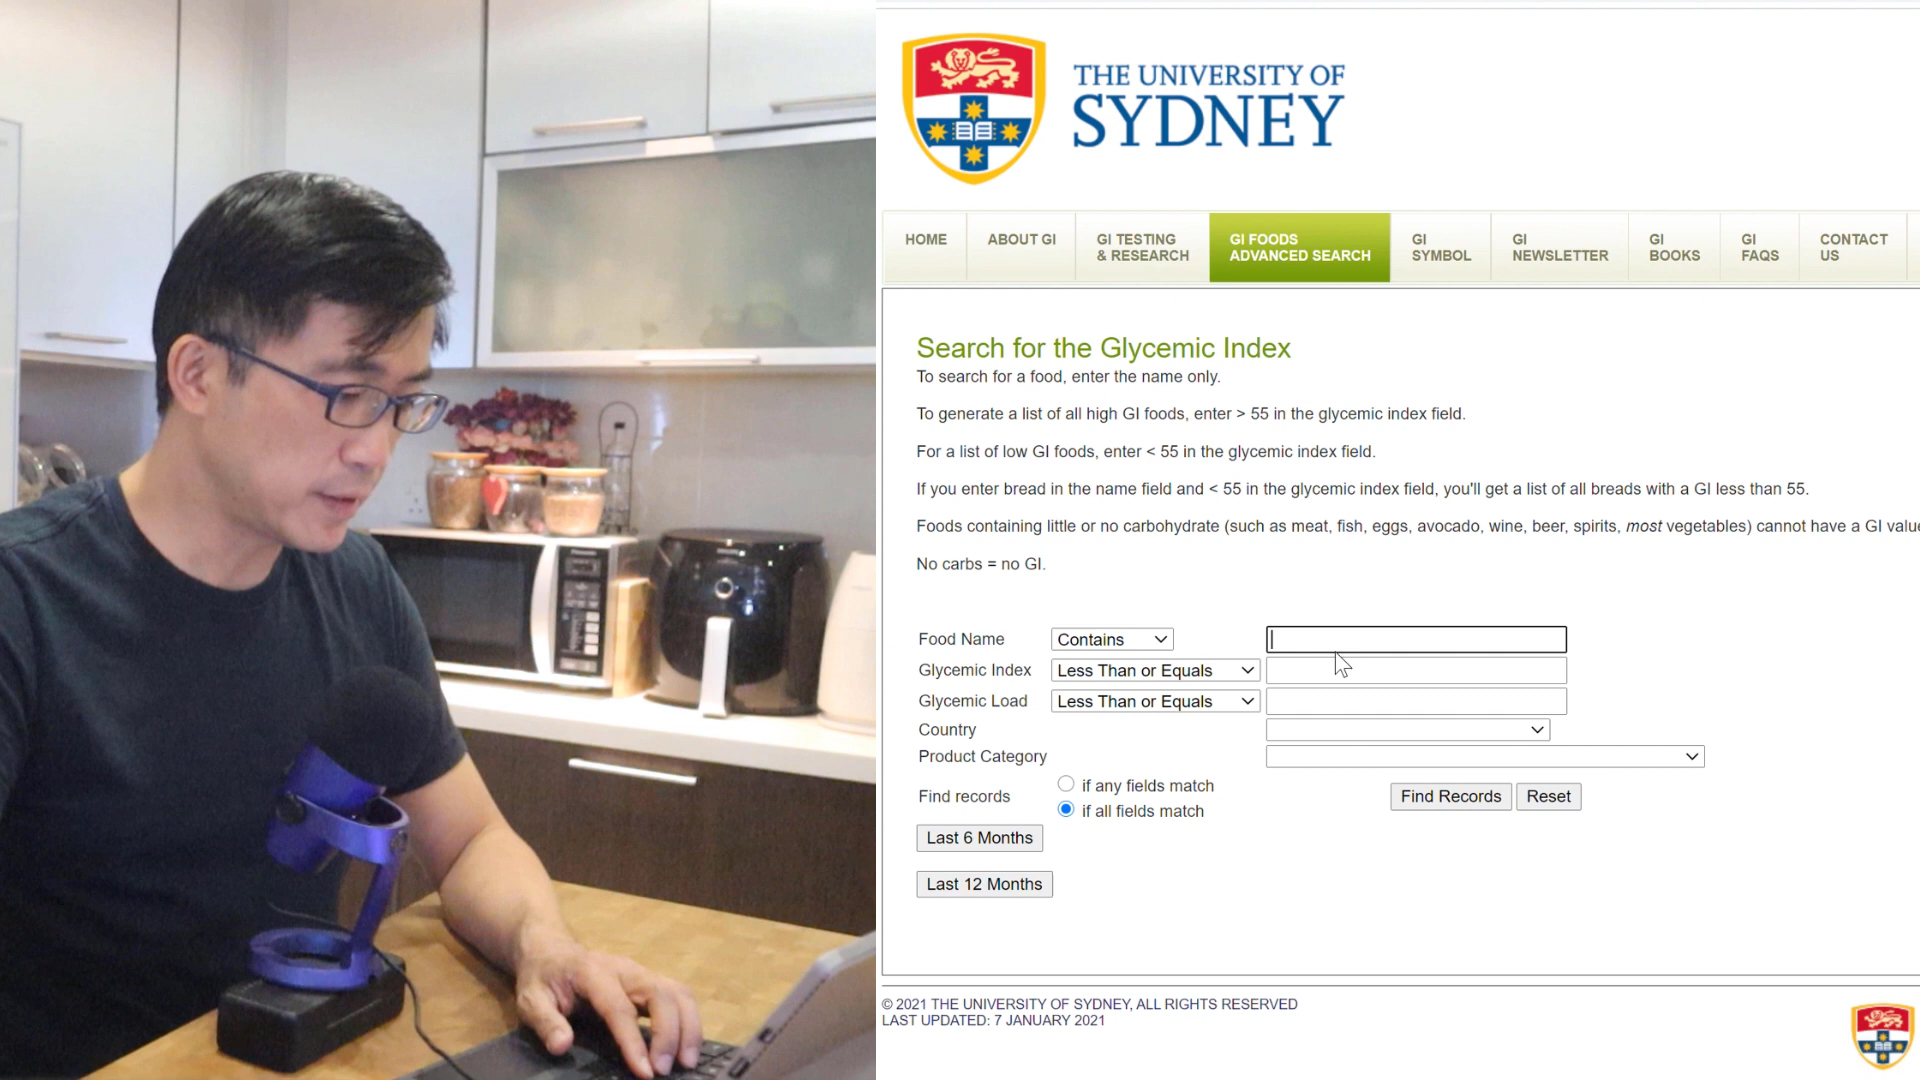 THE UNIVERSITY OF
SYDNEY
HOME
ABOUT GI
GI TESTING
& RESEARCH
GI FOODS
ADVANCED SEARCH
GI
SYMBOL
GI
NEWSLETTER
GI
BOOKS
GI
FAQS
CONTACT
US
Search for the Glycemic Index
To search for a food, enter the name only.
To generate a list of all high GI foods, enter > 55 in the glycemic index field.
For a list of low GI foods, enter < 55 in the glycemic index field.
If you enter bread in the name field and < 55 in the glycemic index field, you'll get a list of all breads with a GI less than 55.
Foods containing little or no carbohydrate (such as meat, fish, eggs, avocado, wine, beer, spirits, most vegetables) cannot have a GI value
No carbs = no GI.
Food Name Contains
Glycemic Index Less Than or Equals
Glycemic Load Less Than or Equals
Country
Product Category
Find records
if any fields match
if all fields match
Find Records Reset
Last 6 Months
Last 12 Months
© 2021 THE UNIVERSITY OF SYDNEY, ALL RIGHTS RESERVED
LAST UPDATED: 7 JANUARY 2021